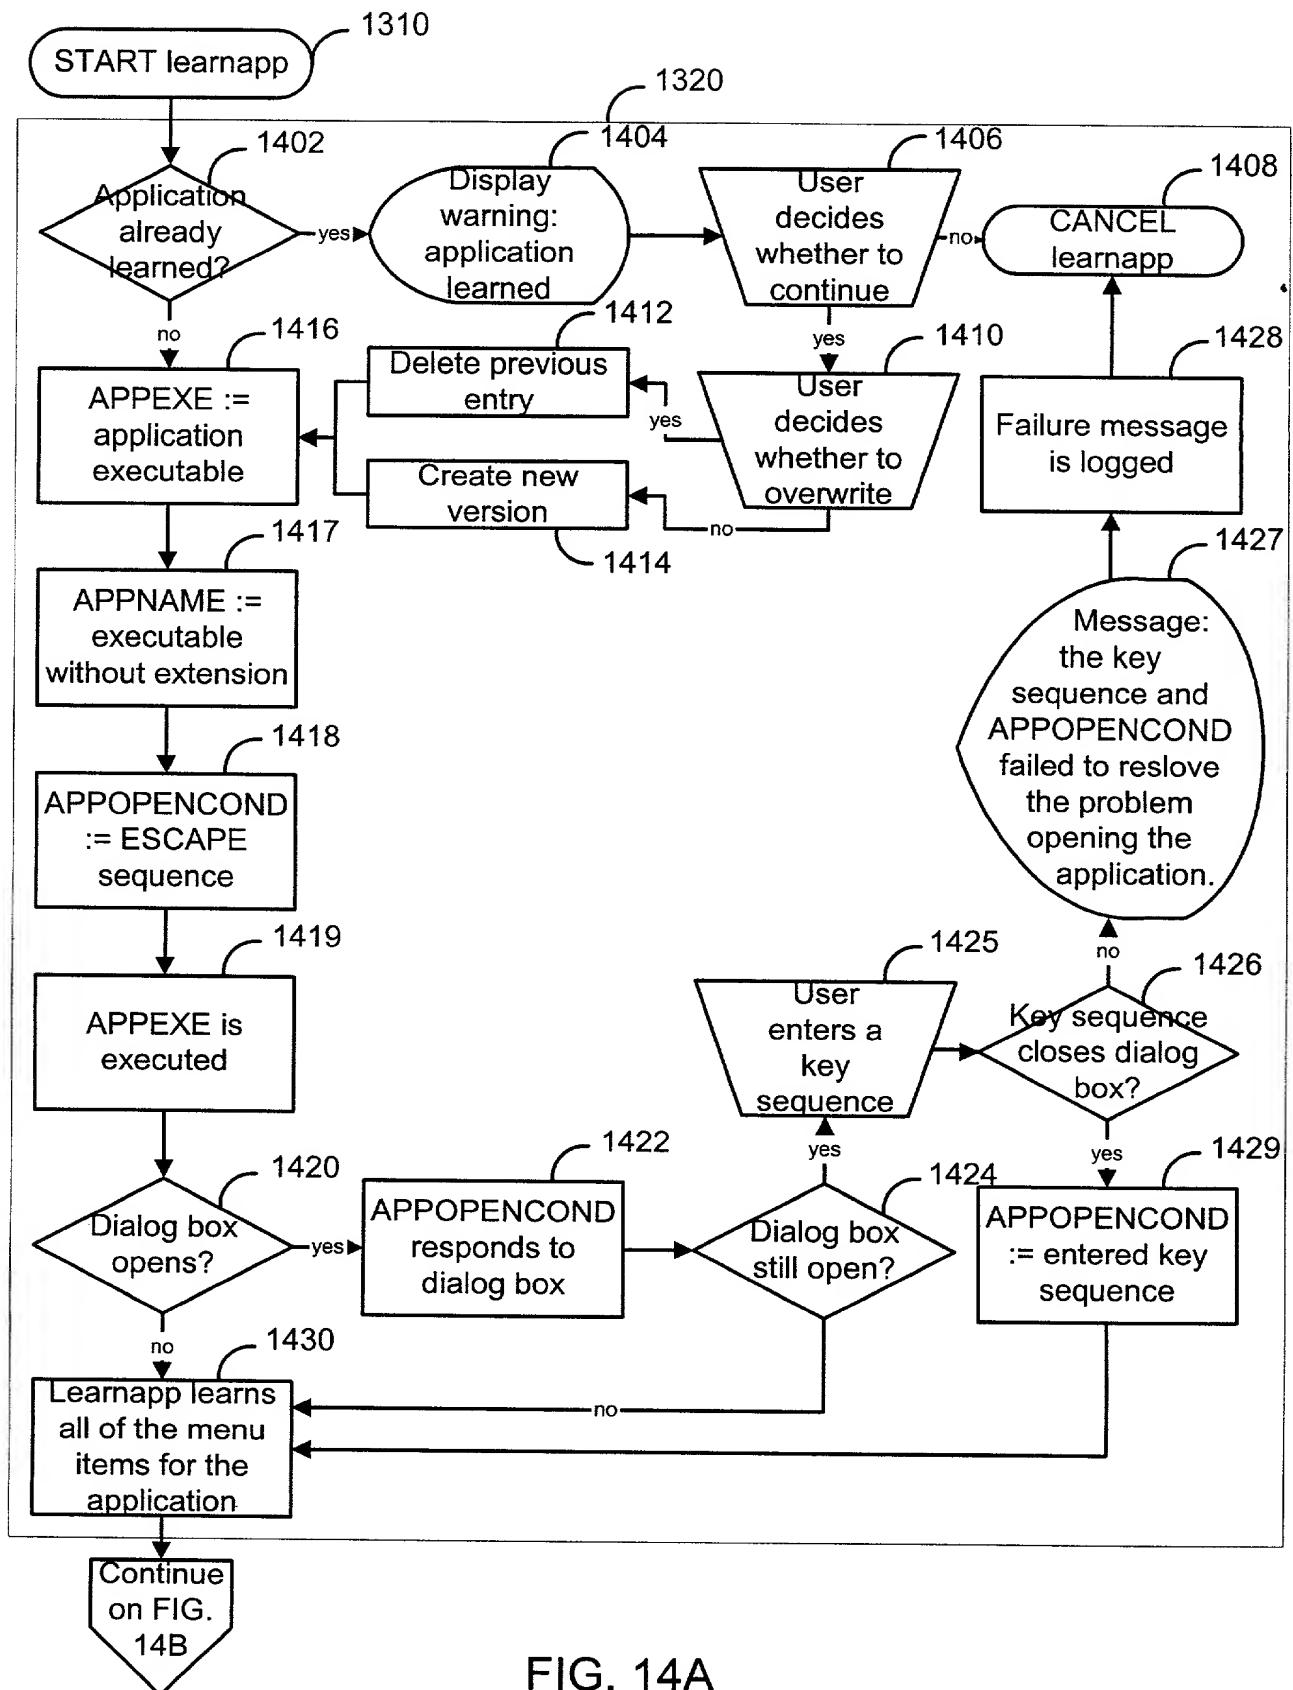 1310
START learnapp
1320
1402
Application
already
learned?
yes
no
1404
Display
warning:
application
learned
1406
User
decides
whether to
continue
no
yes
1408
CANCEL
learnapp
1410
User
decides
whether to
overwrite
yes
no
1412
Delete previous
entry
1414
Create new
version
1416
APPEXE :=
application
executable
1417
APPNAME :=
executable
without extension
1418
APPOPENCOND
:= ESCAPE
sequence
1419
APPEXE is
executed
1420
Dialog box
opens?
yes
no
1422
APPOPENCOND
responds to
dialog box
1424
Dialog box
still open?
yes
no
1425
User
enters a
key
sequence
1426
Key sequence
closes dialog
box?
no
yes
1427
Message:
the key
sequence and
APPOPENCOND
failed to reslove
the problem
opening the
application.
1428
Failure message
is logged
1429
APPOPENCOND
:= entered key
sequence
1430
Learnapp learns
all of the menu
items for the
application
Continue
on FIG.
14B
FIG. 14A